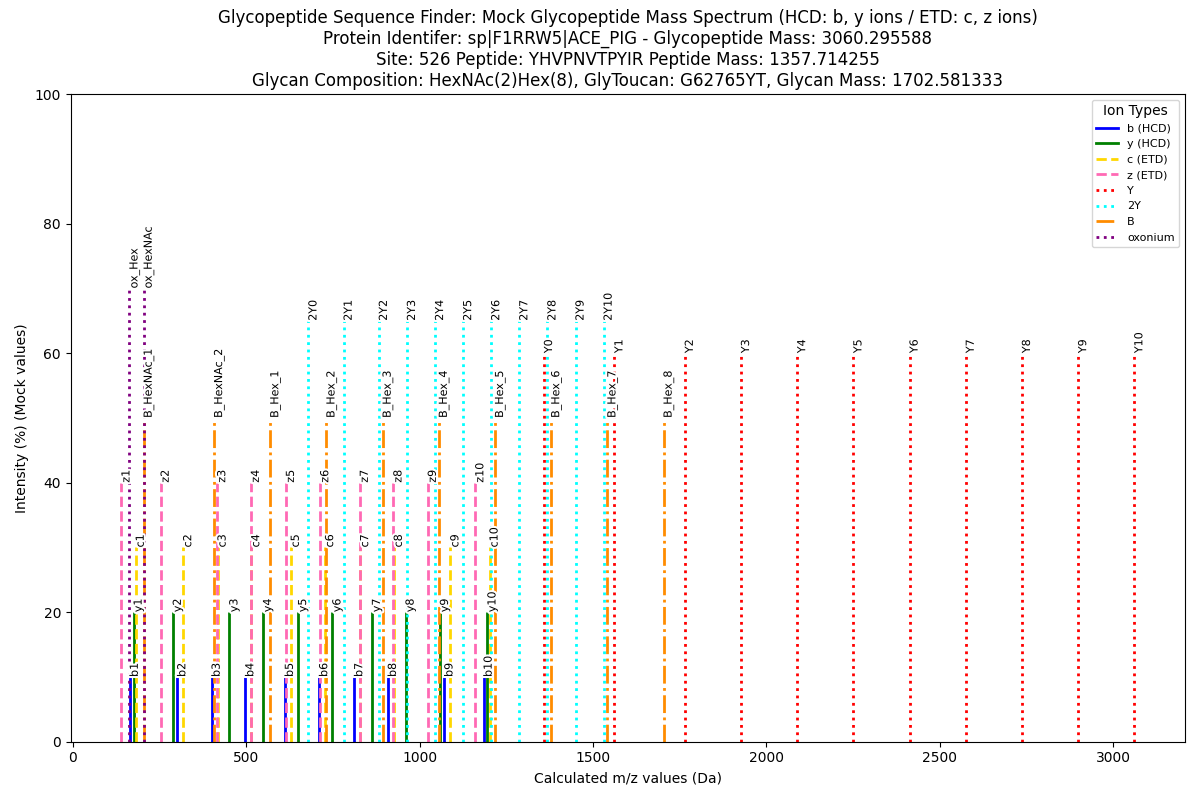 Glycopeptide Sequence Finder: Mock Glycopeptide Mass Spectrum (HCD: b, y ions / ETD: c, z ions)
Protein Identifer: sp|F1RRW5|ACE_PIG - Glycopeptide Mass: 3060.295588
Site: 526 Peptide: YHVPNVTPYIR Peptide Mass: 1357.714255
Glycan Composition: HexNAc(2)Hex(8), GlyToucan: G62765YT, Glycan Mass: 1702.581333
Intensity (%) (Mock values)
100
80
60
40
20
0
Ion Types
b (HCD)
y (HCD)
c (ETD)
z (ETD)
Y
2Y
B
oxonium
ox_Hex
ox_HexNAc
2Y0
2Y1
2Y2
2Y3
2Y4
2Y5
2Y6
2Y7
2Y8
2Y9
2Y10
Y0
Y1
Y2
Y3
Y4
Y5
Y6
Y7
Y8
Y9
Y10
B_HexNAc_1
B_HexNAc_2
B_Hex_1
B_Hex_2
B_Hex_3
B_Hex_4
B_Hex_5
B_Hex_6
B_Hex_7
B_Hex_8
z1
z2
z3
z4
z5
z6
z7
z8
z9
z10
c1
c2
c3
c4
c5
c6
c7
c8
c9
c10
y1
y2
y3
y4
y5
y6
y7
y8
y9
y10
b1
b2
b3
b4
b5
b6
b7
b8
b9
b10
0
500
1000
1500
2000
2500
3000
Calculated m/z values (Da)